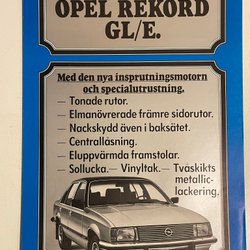 OPEL REKORD
GL/E.
Med den nya insprutningsmotorn
och specialutrustning.
— Tonade rutor.
— Elmanövrerade främre sidorutor.
— Nackskydd även i baksätet.
— Centrallåsning.
— Eluppvärmda framstolar.
— Sollucka. — Vinyltak. — Tvåskikts
metallic-
lackering.